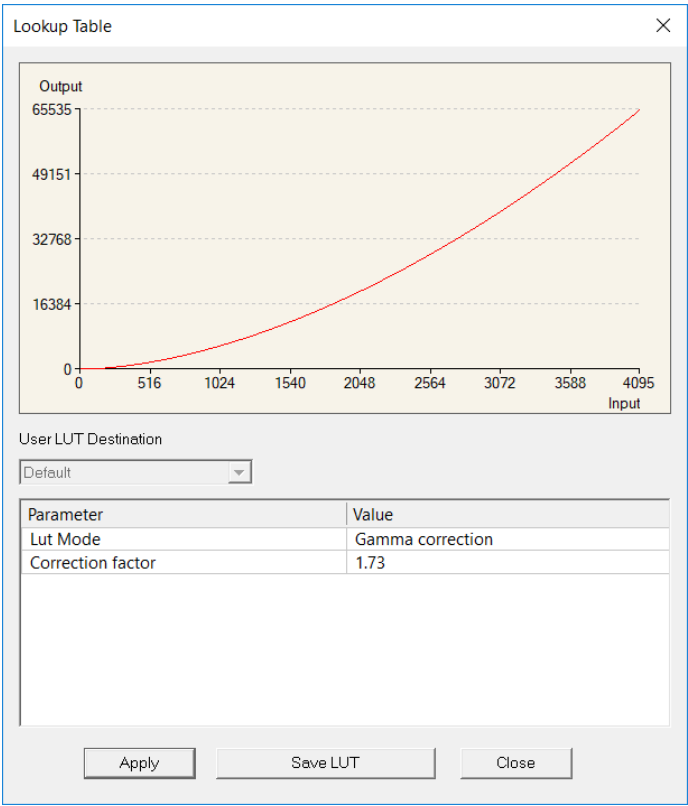 Lookup Table
Output
65535
49151
32768
16384
0
0 516 1024 1540 2048 2564 3072 3588 4095
Input
User LUT Destination
Default
Parameter Value
Lut Mode Gamma correction
Correction factor 1.73
Apply Save LUT Close